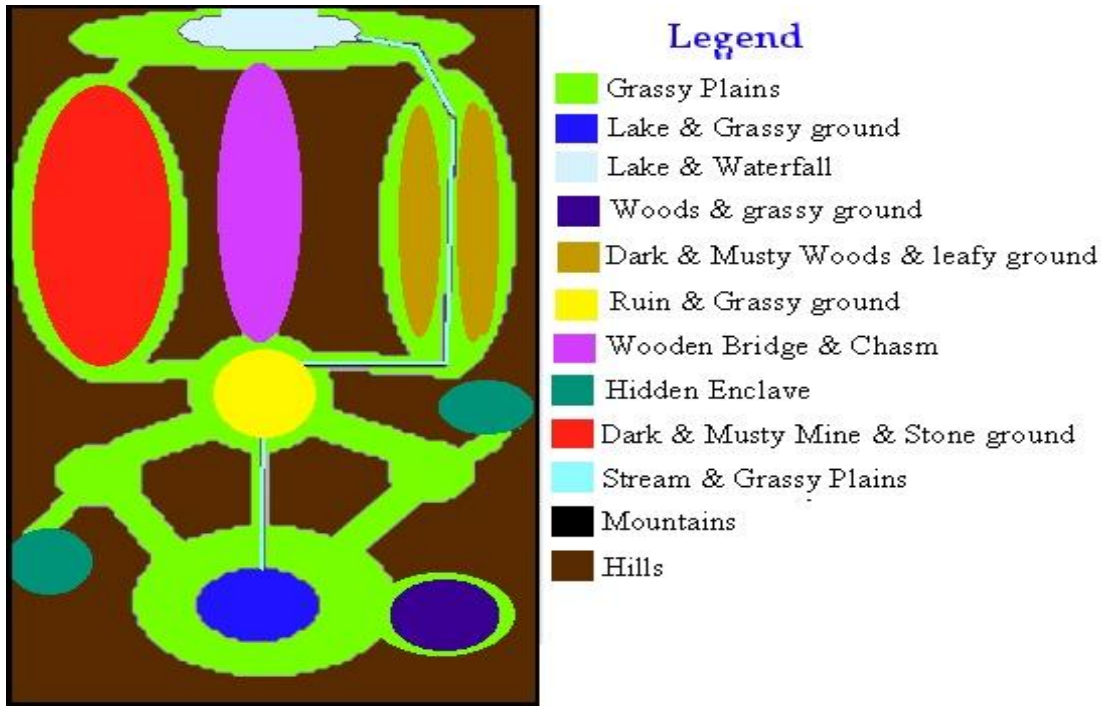 Legend
Grassy Plains
Lake & Grassy ground
Lake & Waterfall
Woods & grassy ground
Dark & Musty Woods & leafy ground
Ruin & Grassy ground
Wooden Bridge & Chasm
Hidden Enclave
Dark & Musty Mine & Stone ground
Stream & Grassy Plains
Mountains
Hills